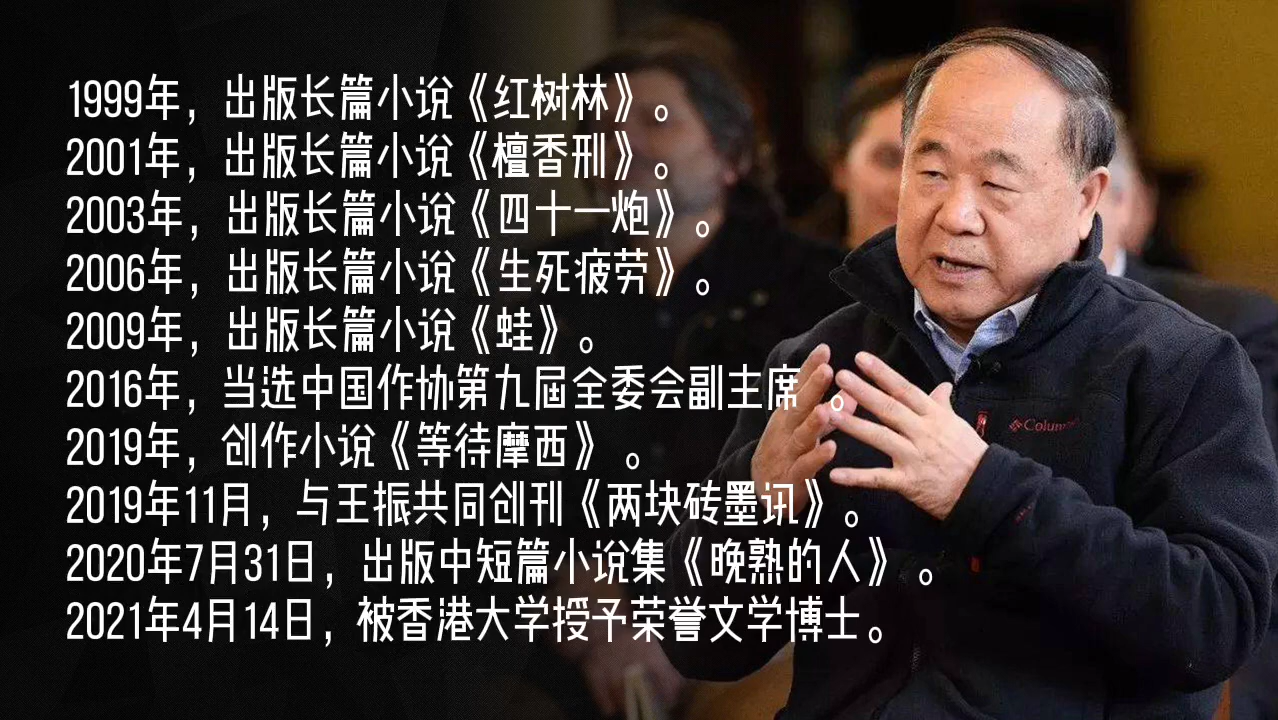 1999年，出版长篇小说《红树林》。
2001年，出版长篇小说《檀香刑》。
2003年，出版长篇小说《四十一炮》。
2006年，出版长篇小说《生死疲劳》。
2009年，出版长篇小说《蛙》。
2016年，当选中国作协第九届全委会副主席 。
2019年，创作小说《等待摩西》 。
2019年11月，与王振共同创刊《两块砖墨讯》。
2020年7月31日，出版中短篇小说集《晚熟的人》 。
2021年4月14日，被香港大学授予荣誉文学博士。